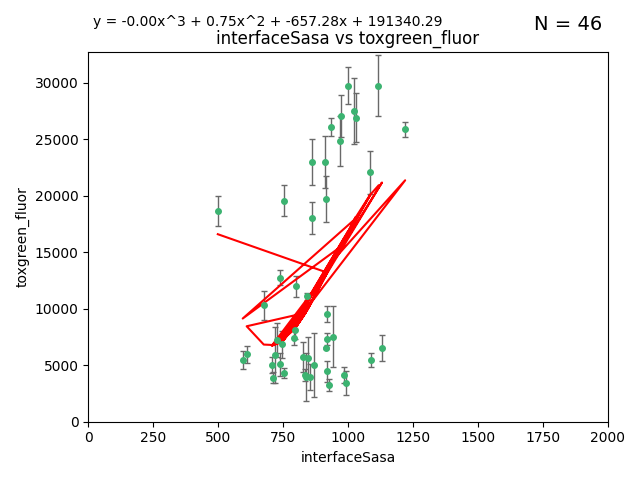 y = -0.00x^3 + 0.75x^2 + -657.28x + 191340.29
N = 46
interfaceSasa vs toxgreen_fluor
30000
25000
20000
15000
10000
5000
0
toxgreen_fluor
0 250 500 750 1000 1250 1500 1750 2000
interfaceSasa